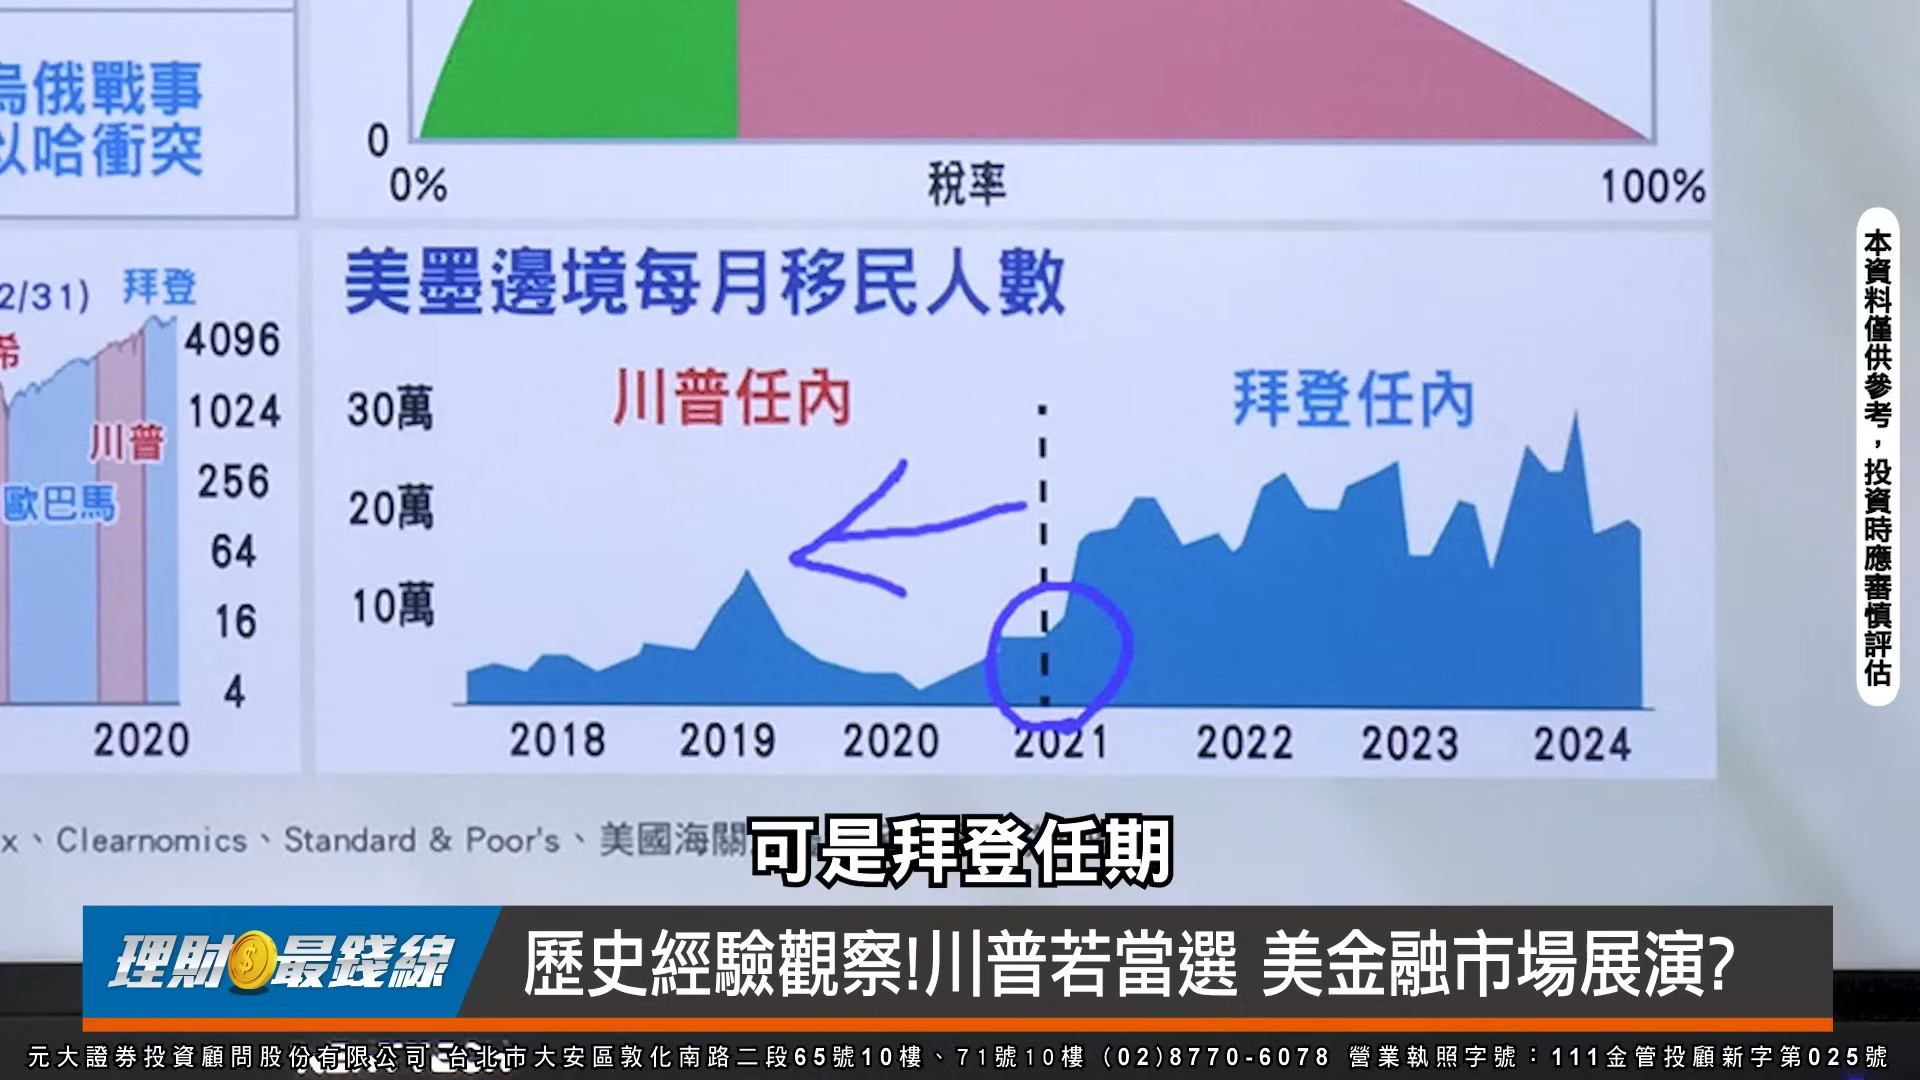 烏俄戰事
以哈衝突
0
0%
稅率
100%
2/31)
拜登
希
川普
歐巴馬
4096
1024
256
64
16
4
2020
美墨邊境每月移民人數
30萬
20萬
10萬
川普任內
拜登任內
2018
2019
2020
2021
2022
2023
2024
x、Clearnomics、Standard & Poor's、美國海關
可是拜登任期
理財最錢線
歷史經驗觀察!川普若當選 美金融市場展演?
元大證券投資顧問股份有限公司 台北市大安區敦化南路二段65號10樓、71號10樓 (02)8770-6078 營業執照字號：111金管投顧新字第025號
本資料僅供參考，投資時應審慎評估